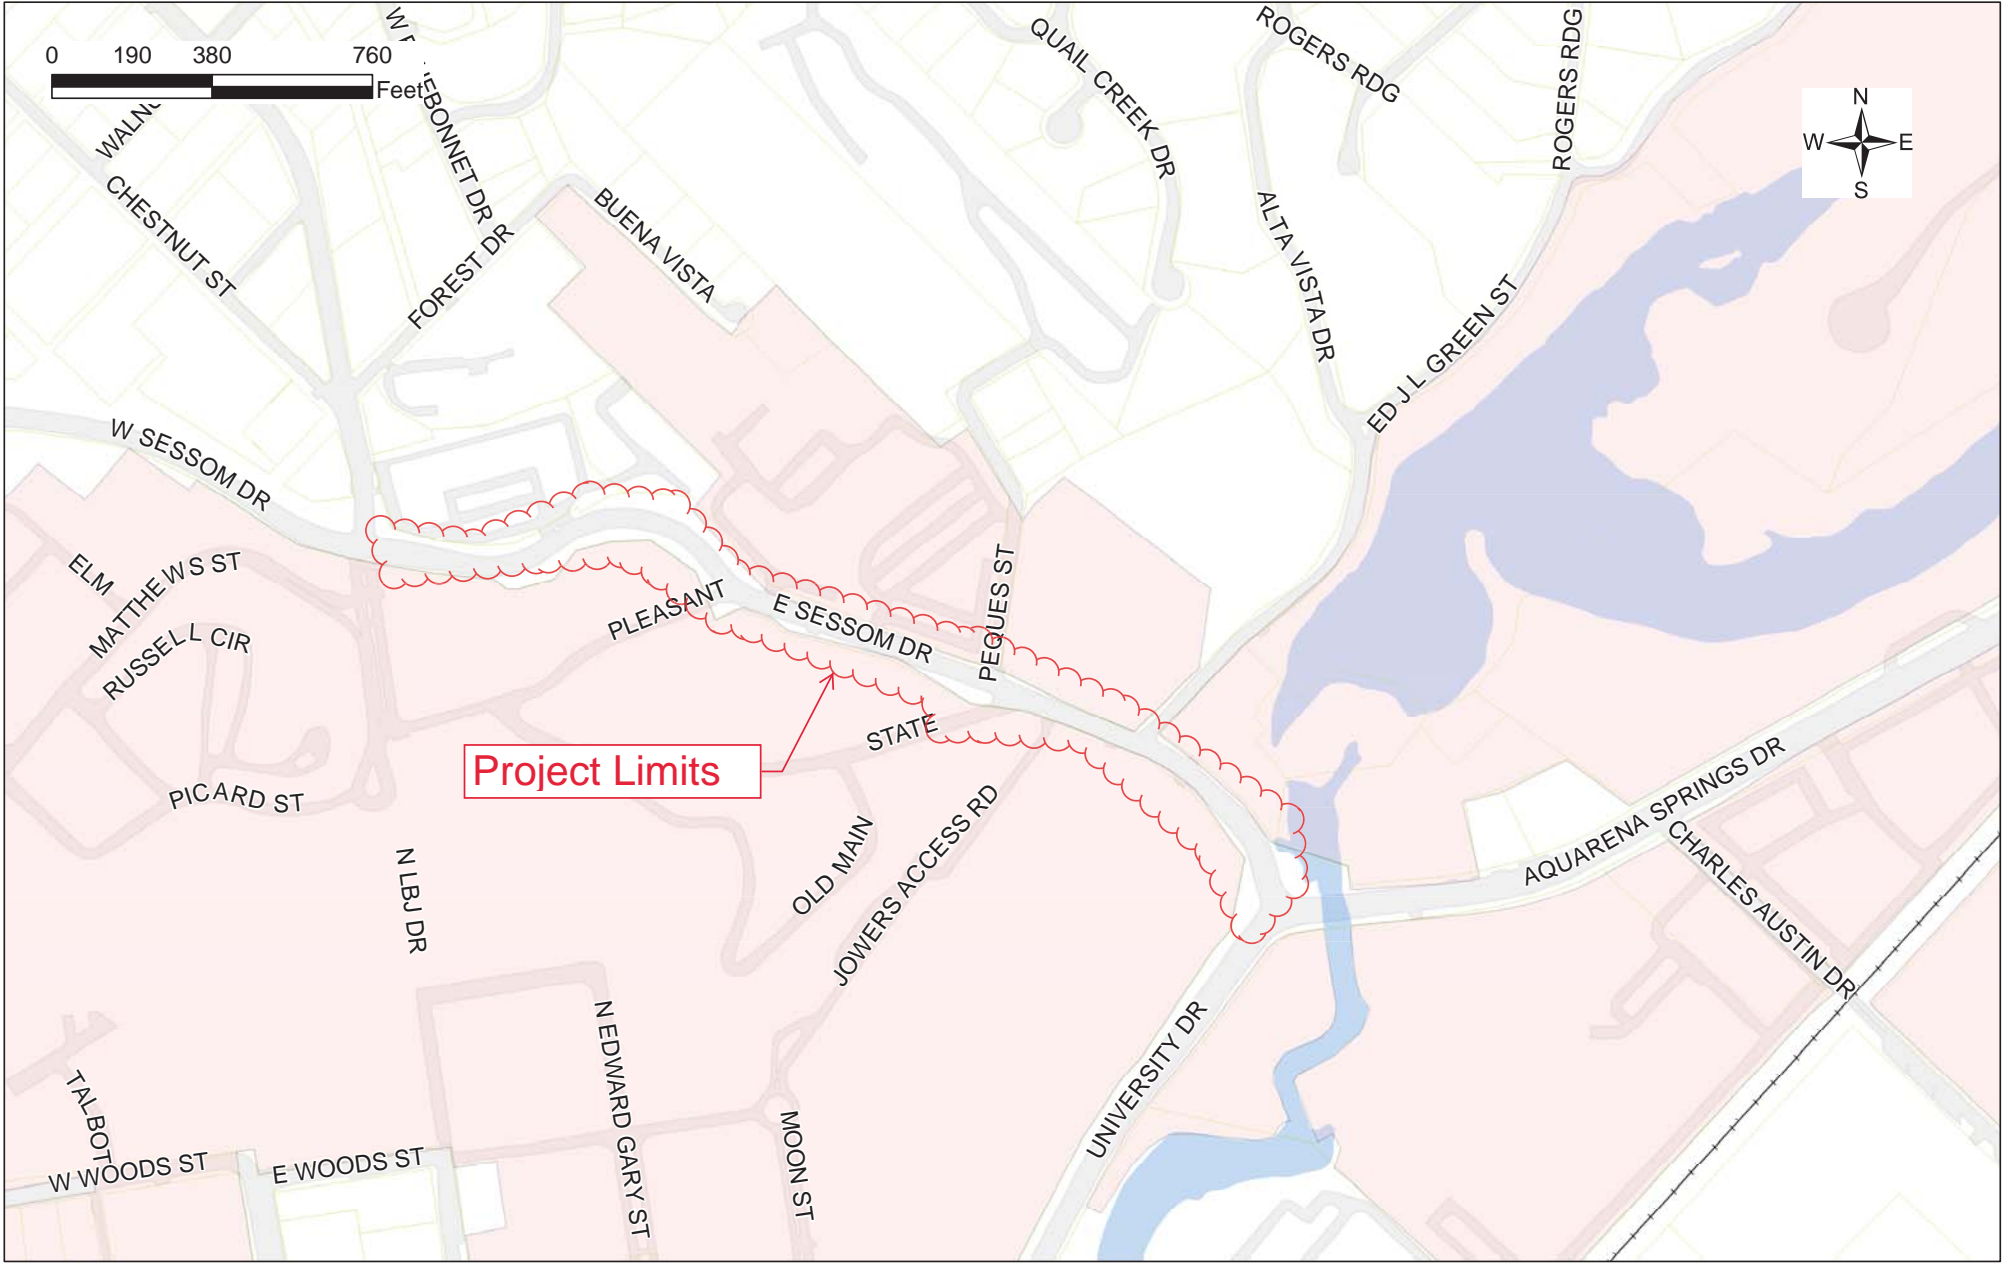 0 190 380 760
Feet
QUAIL CREEK DR
ROGERS RDG
ROGERS RDG
N
W E
S
CHESTNUT ST
FOREST DR
BUENA VISTA
ALTA VISTA DR
ED J L GREEN ST
W SESSOM DR
ELM
MATTHEWS ST
RUSSELL CIR
PLEASANT
E SESSOM DR
PEQUES ST
Project Limits
STATE
PICARD ST
N LBJ DR
OLD MAIN
JOWERS ACCESS RD
AQUARENA SPRINGS DR
CHARLES AUSTIN DR
UNIVERSITY DR
N EDWARD GARY ST
MOON ST
TALBOT
W WOODS ST
E WOODS ST